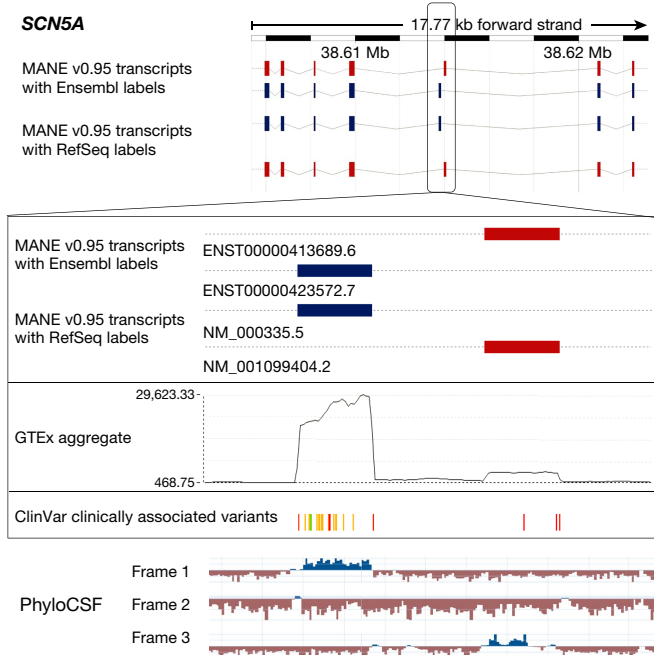 SCN5A
17.77 kb forward strand
38.61 Mb
38.62 Mb
MANE v0.95 transcripts
with Ensembl labels
MANE v0.95 transcripts
with RefSeq labels
MANE v0.95 transcripts
with Ensembl labels
ENST00000413689.6
ENST00000423572.7
MANE v0.95 transcripts
with RefSeq labels
NM_000335.5
NM_001099404.2
29,623.33
GTEx aggregate
468.75
ClinVar clinically associated variants
Frame 1
PhyloCSF
Frame 2
Frame 3